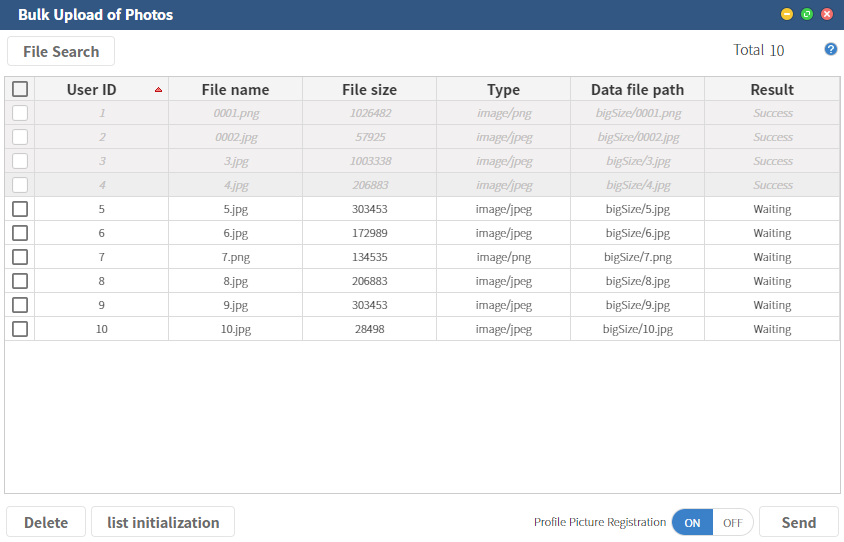 Bulk Upload of Photos
File Search
Total 10
?
User ID File name File size Type Data file path Result
1 0001.png 1026482 image/png bigSize/0001.png Success
2 0002.jpg 57925 image/jpeg bigSize/0002.jpg Success
3 3.jpg 1003338 image/jpeg bigSize/3.jpg Success
4 4.jpg 206883 image/jpeg bigSize/4.jpg Success
5 5.jpg 303453 image/jpeg bigSize/5.jpg Waiting
6 6.jpg 172989 image/jpeg bigSize/6.jpg Waiting
7 7.png 134535 image/png bigSize/7.png Waiting
8 8.jpg 206883 image/jpeg bigSize/8.jpg Waiting
9 9.jpg 303453 image/jpeg bigSize/9.jpg Waiting
10 10.jpg 28498 image/jpeg bigSize/10.jpg Waiting
Delete list initialization Profile Picture Registration ON OFF Send